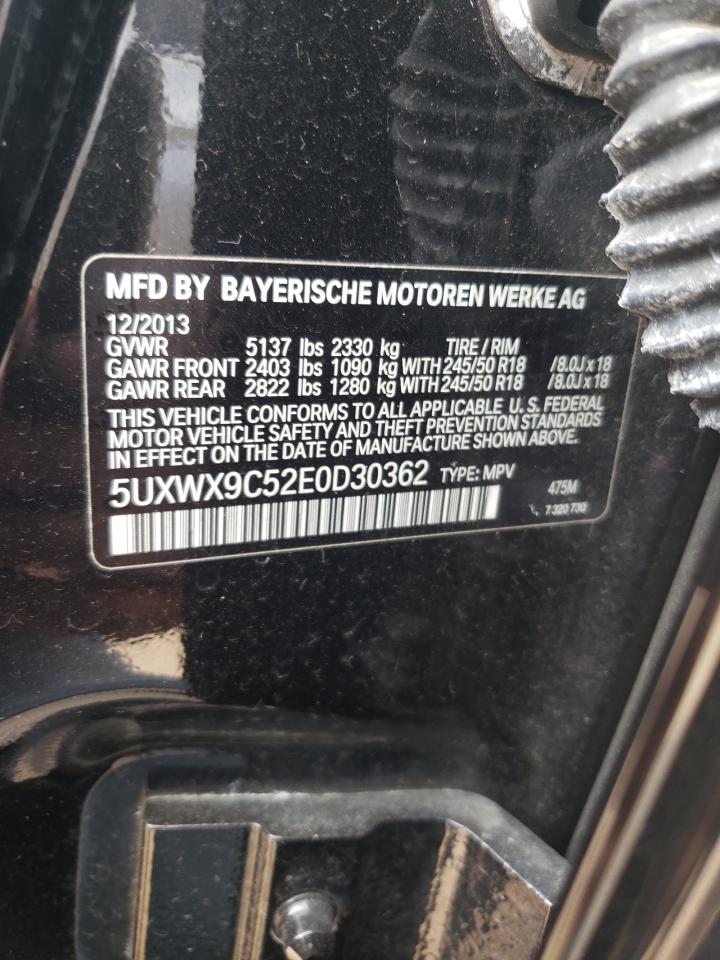 MFD BY BAYERISCHE MOTOREN WERKE AG
12/2013
GVWR 5137 lbs 2330 kg TIRE / RIM
GAWR FRONT 2403 lbs 1090 kg WITH 245/50 R18 /8.0J x 18
GAWR REAR 2822 lbs 1280 kg WITH 245/50 R18 /8.0J x 18
THIS VEHICLE CONFORMS TO ALL APPLICABLE U. S. FEDERAL
MOTOR VEHICLE SAFETY AND THEFT PREVENTION STANDARDS
IN EFFECT ON THE DATE OF MANUFACTURE SHOWN ABOVE.
5UXWX9C52E0D30362 TYPE: MPV 475M
7 320 730